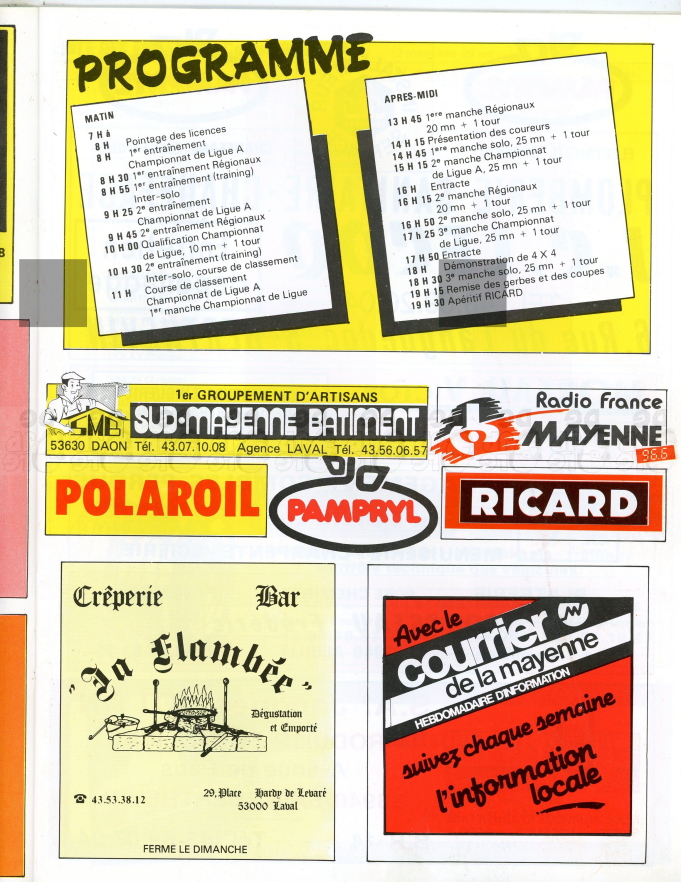 PROGRAMME
MATIN
7 H à
8 H Pointage des licences
8 H 1er entraînement
Championnat de Ligue A
8 H 30 1er entraînement Régionaux
8 H 55 1er entraînement (training)
Inter-solo
9 H 25 2e entraînement
Championnat de Ligue A
9 H 45 2e entraînement Régionaux
10 H 00 Qualification Championnat
de Ligue, 10 mn + 1 tour
10 H 30 2e entraînement (training)
Inter-solo, course de classement
11 H Course de classement
Championnat de Ligue A
1er manche Championnat de Ligue
APRES-MIDI
13 H 45 1ere manche Régionaux
20 mn + 1 tour
14 H 15 Présentation des coureurs
14 H 45 1ere manche solo, 25 mn + 1 tour
15 H 15 2e manche Championnat
de Ligue A, 25 mn + 1 tour
16 H Entracte
16 H 15 2e manche Régionaux
20 mn + 1 tour
16 H 50 2e manche solo, 25 mn + 1 tour
17 h 25 3e manche Championnat
de Ligue, 25 mn + 1 tour
17 H 50 Entracte
18 H Démonstration de 4 X 4
18 H 30 3e manche solo, 25 mn + 1 tour
19 H 15 Remise des gerbes et des coupes
19 H 30 Apéritif RICARD
1er GROUPEMENT D'ARTISANS
SMB SUD-MAYENNE BATIMENT
53630 DAON Tél. 43.07.10.08 Agence LAVAL Tél. 43.56.06.57
Radio France
MAYENNE
96.6
POLAROIL
PAMPRYL
RICARD
Crêperie Bar
"La Flambée"
Dégustation
et Emporté
☎ 43.53.38.12
29, Place Hardy de Levaré
53000 Laval
FERME LE DIMANCHE
Avec le
courrier
de la mayenne
HEBDOMADAIRE D'INFORMATION
suivez chaque semaine
l'information
locale